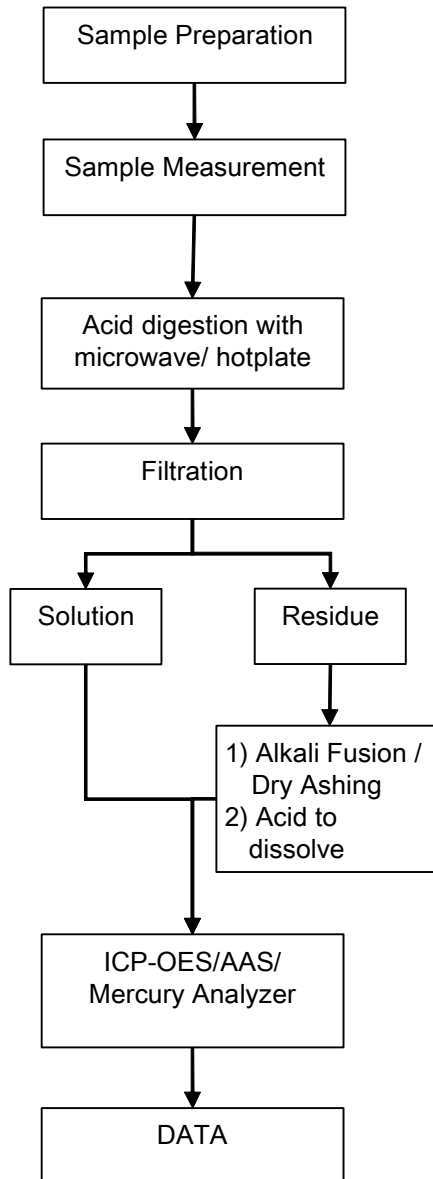 Sample Preparation
Sample Measurement
Acid digestion with
microwave/ hotplate
Filtration
Solution
Residue
1) Alkali Fusion /
Dry Ashing
2) Acid to
dissolve
ICP-OES/AAS/
Mercury Analyzer
DATA